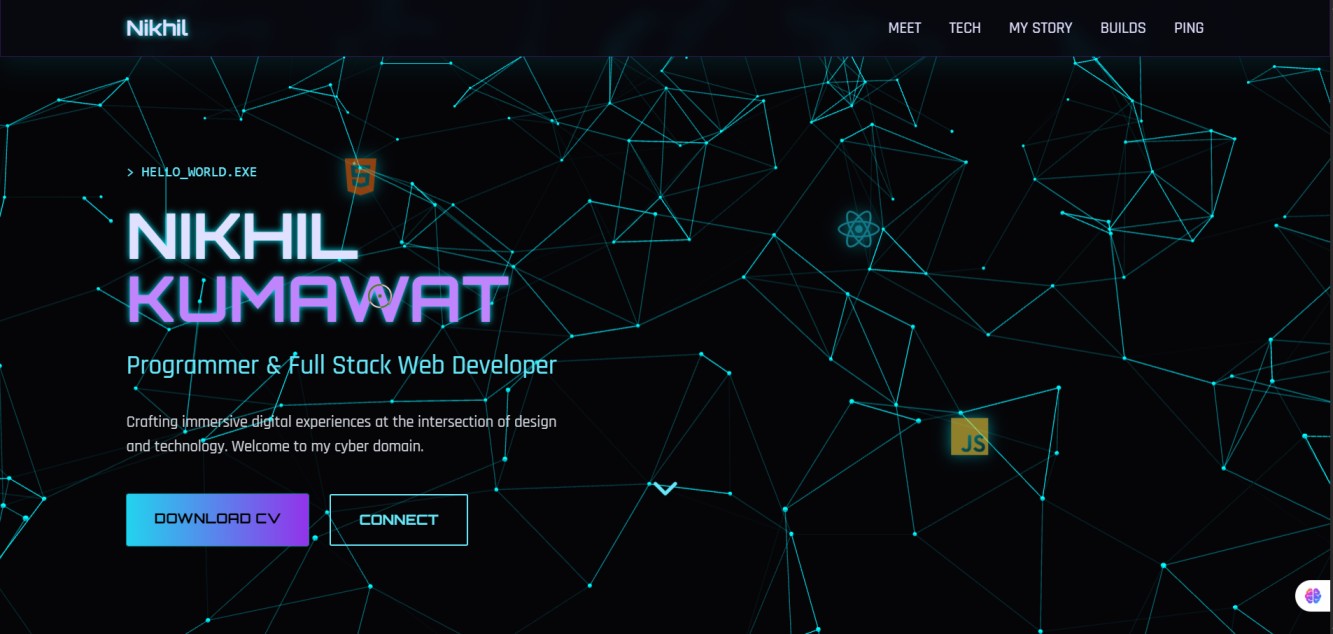 Nikhil
MEET TECH MY STORY BUILDS PING
> HELLO_WORLD.EXE
5
NIKHIL
KUMAWAT
Programmer & Full Stack Web Developer
Crafting immersive digital experiences at the intersection of design
and technology. Welcome to my cyber domain.
JS
DOWNLOAD CV CONNECT